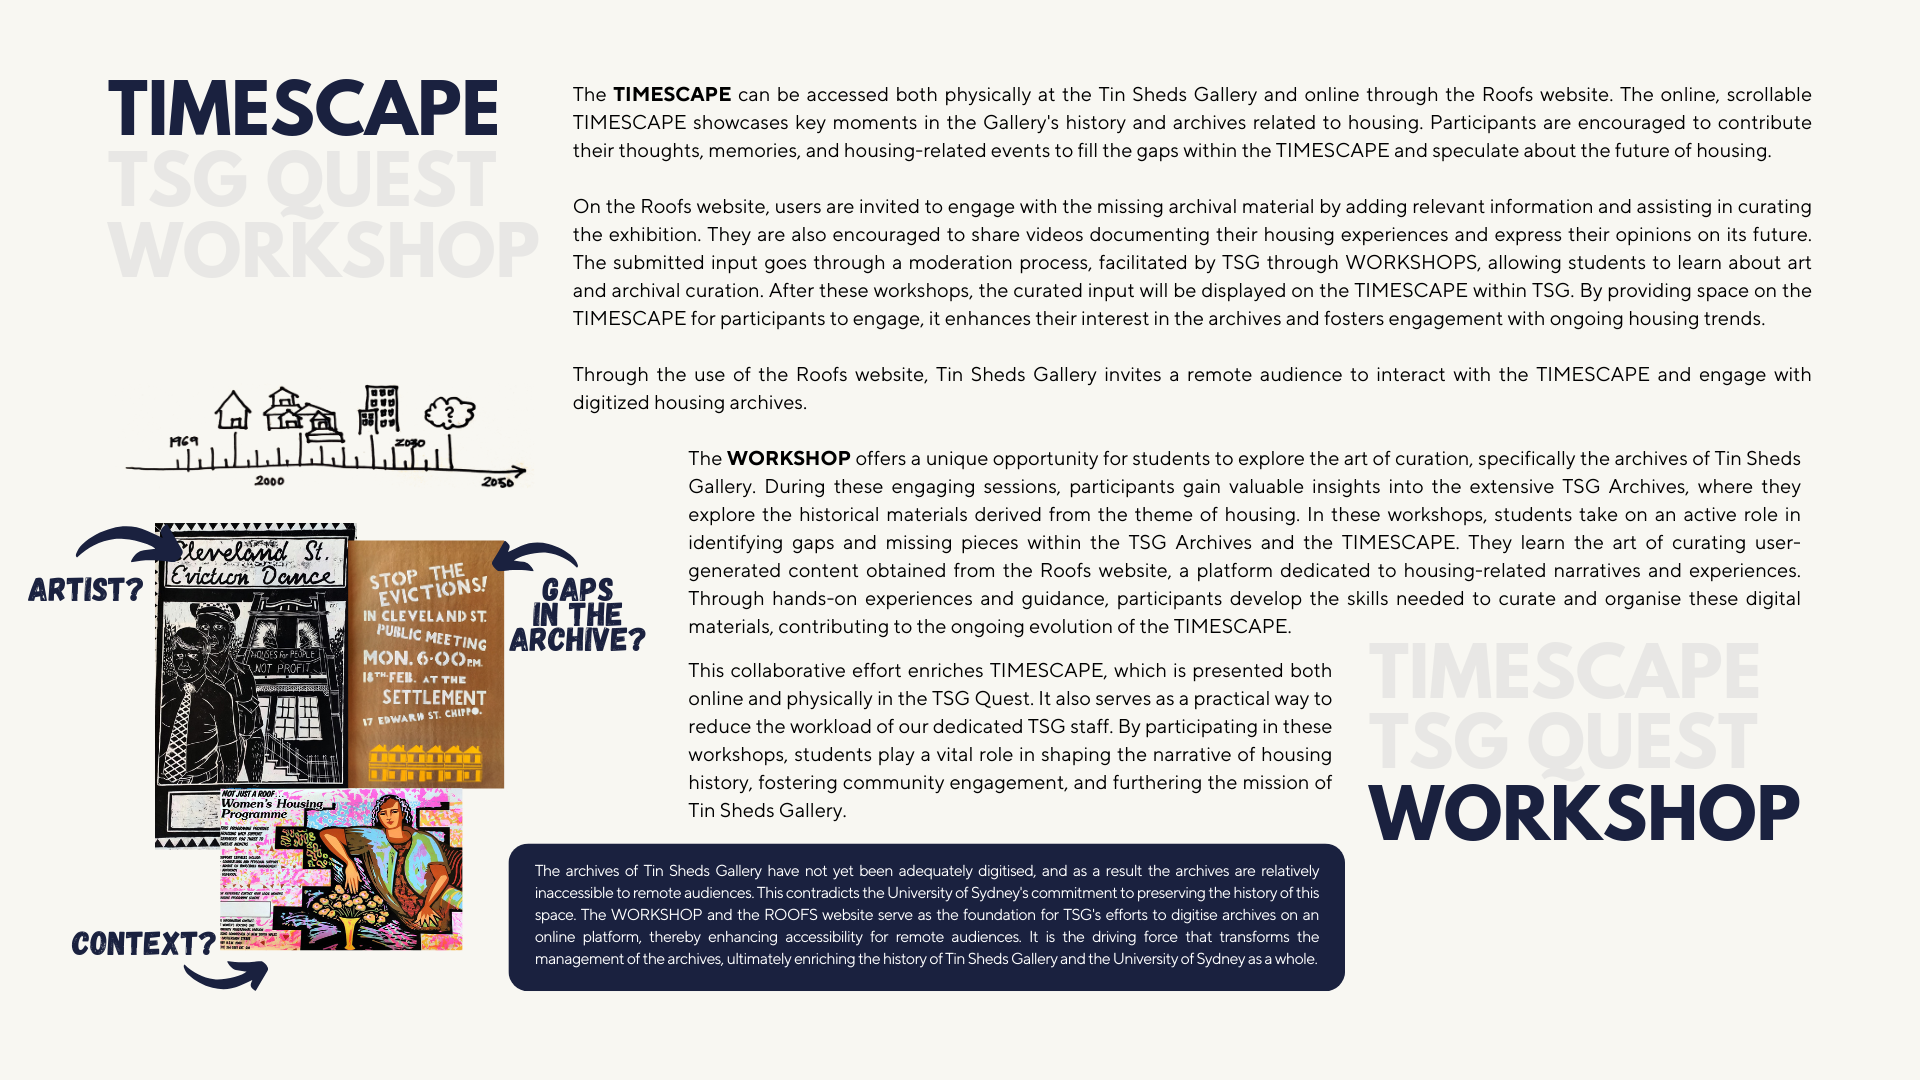 TIMESCAPE
TSG QUEST
WORKSHOP
The TIMESCAPE can be accessed both physically at the Tin Sheds Gallery and online through the Roofs website. The online, scrollable
TIMESCAPE showcases key moments in the Gallery's history and archives related to housing. Participants are encouraged to contribute
their thoughts, memories, and housing-related events to fill the gaps within the TIMESCAPE and speculate about the future of housing.
On the Roofs website, users are invited to engage with the missing archival material by adding relevant information and assisting in curating
the exhibition. They are also encouraged to share videos documenting their housing experiences and express their opinions on its future.
The submitted input goes through a moderation process, facilitated by TSG through WORKSHOPS, allowing students to learn about art
and archival curation. After these workshops, the curated input will be displayed on the TIMESCAPE within TSG. By providing space on the
TIMESCAPE for participants to engage, it enhances their interest in the archives and fosters engagement with ongoing housing trends.
Through the use of the Roofs website, Tin Sheds Gallery invites a remote audience to interact with the TIMESCAPE and engage with
digitized housing archives.
1969
2000
2030
2050
?
ARTIST?
Cleveland St.
Eviction Dance
HOUSES for PEOPLE
NOT PROFIT
STOP THE
EVICTIONS!
IN CLEVELAND ST.
PUBLIC MEETING
MON. 6·00 P.M.
18TH FEB. AT THE
SETTLEMENT
17 EDWARD ST. CHIPPO.
GAPS
IN THE
ARCHIVE?
NOT JUST A ROOF...
Women's Housing
Programme
CONTEXT?
The WORKSHOP offers a unique opportunity for students to explore the art of curation, specifically the archives of Tin Sheds
Gallery. During these engaging sessions, participants gain valuable insights into the extensive TSG Archives, where they
explore the historical materials derived from the theme of housing. In these workshops, students take on an active role in
identifying gaps and missing pieces within the TSG Archives and the TIMESCAPE. They learn the art of curating user-
generated content obtained from the Roofs website, a platform dedicated to housing-related narratives and experiences.
Through hands-on experiences and guidance, participants develop the skills needed to curate and organise these digital
materials, contributing to the ongoing evolution of the TIMESCAPE.
This collaborative effort enriches TIMESCAPE, which is presented both
online and physically in the TSG Quest. It also serves as a practical way to
reduce the workload of our dedicated TSG staff. By participating in these
workshops, students play a vital role in shaping the narrative of housing
history, fostering community engagement, and furthering the mission of
Tin Sheds Gallery.
TIMESCAPE
TSG QUEST
WORKSHOP
The archives of Tin Sheds Gallery have not yet been adequately digitised, and as a result the archives are relatively
inaccessible to remote audiences. This contradicts the University of Sydney's commitment to preserving the history of this
space. The WORKSHOP and the ROOFS website serve as the foundation for TSG's efforts to digitise archives on an
online platform, thereby enhancing accessibility for remote audiences. It is the driving force that transforms the
management of the archives, ultimately enriching the history of Tin Sheds Gallery and the University of Sydney as a whole.